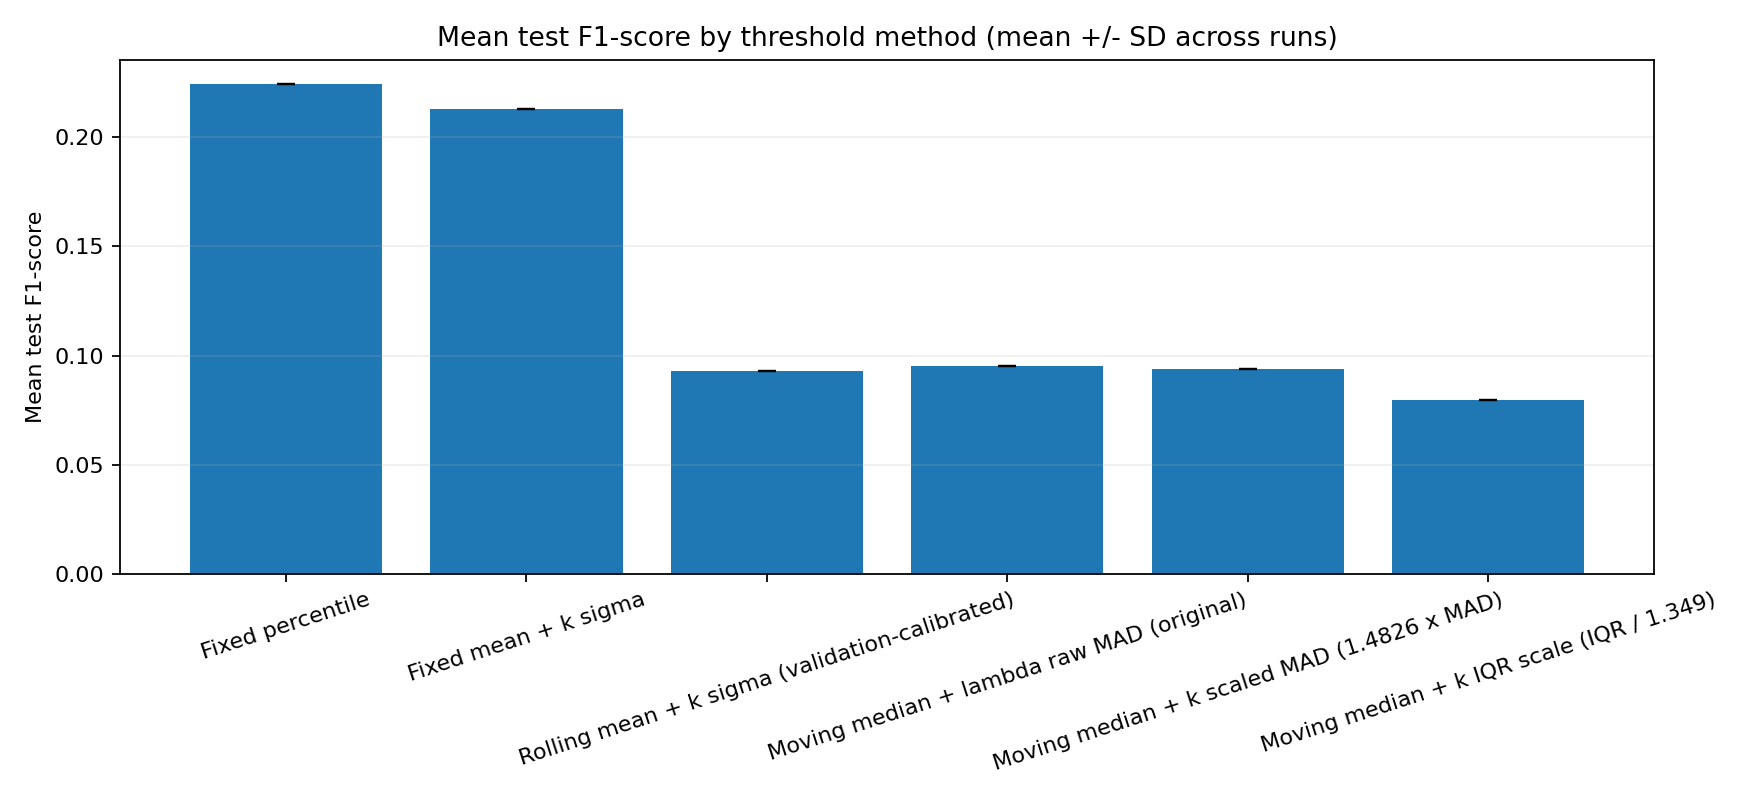 Mean test F1-score by threshold method (mean +/- SD across runs)
Mean test F1-score
0.20
0.15
0.10
0.05
0.00
Fixed percentile
Fixed mean + k sigma
Rolling mean + k sigma (validation-calibrated)
Moving median + lambda raw MAD (original)
Moving median + k scaled MAD (1.4826 x MAD)
Moving median + k IQR scale (IQR / 1.349)